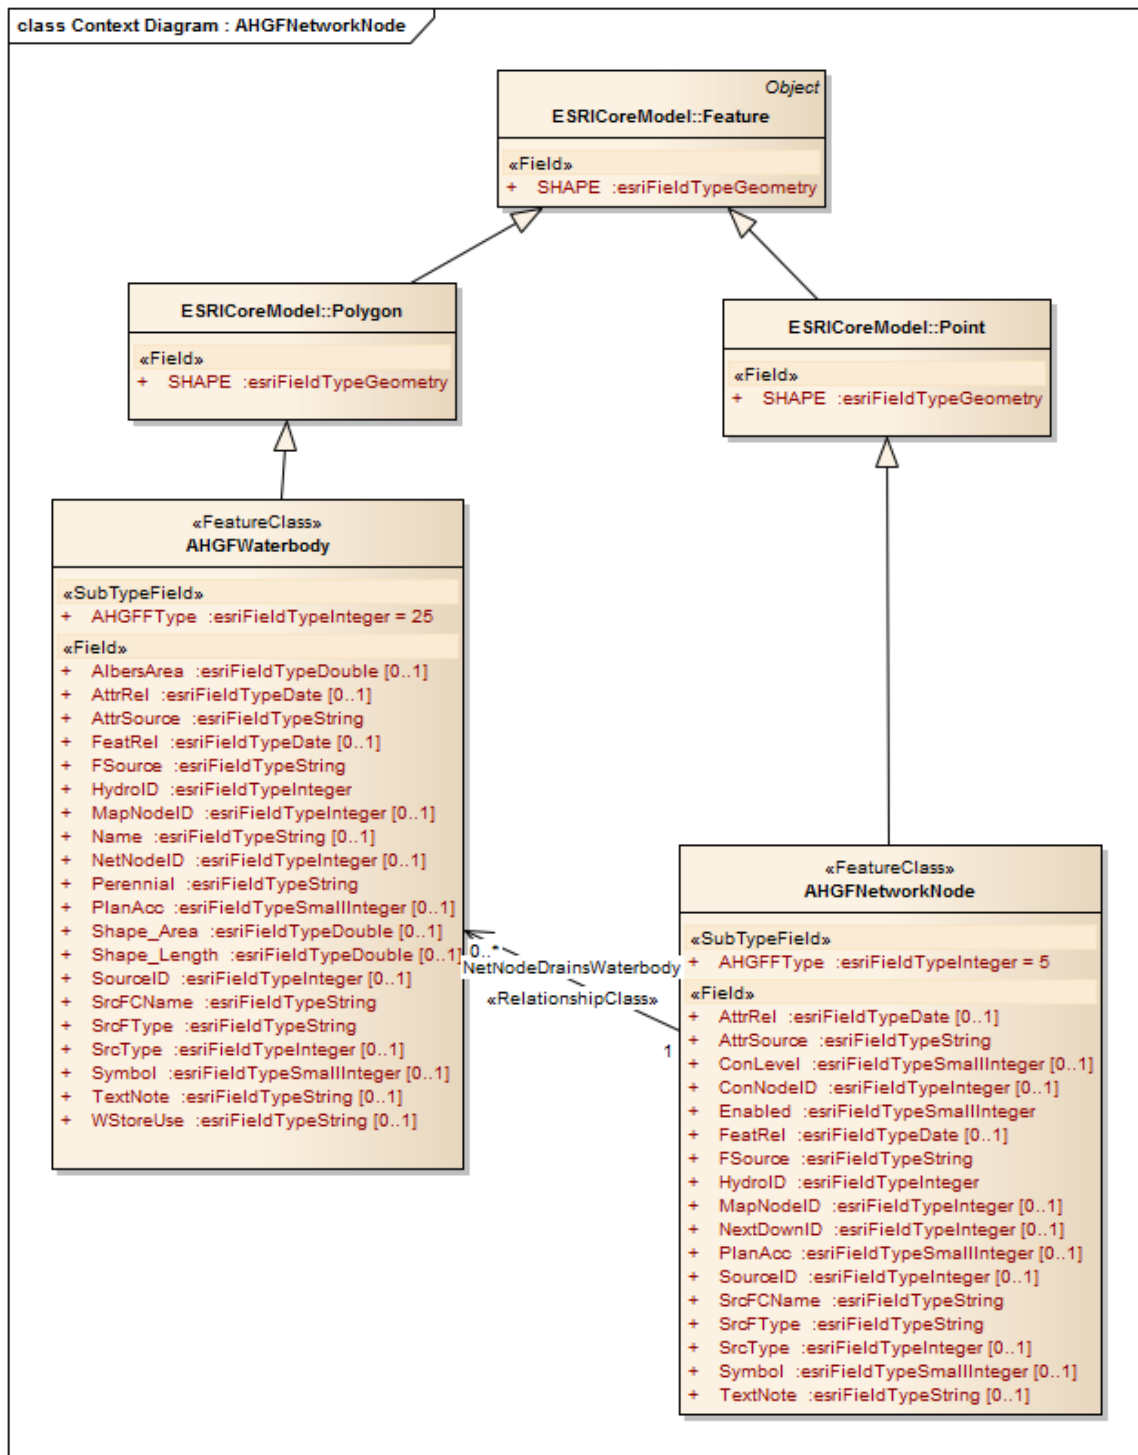 class Context Diagram : AHGFNetworkNode
Object
ESRICoreModel::Feature
«Field»
+ SHAPE :esriFieldTypeGeometry
ESRICoreModel::Polygon
«Field»
+ SHAPE :esriFieldTypeGeometry
ESRICoreModel::Point
«Field»
+ SHAPE :esriFieldTypeGeometry
«FeatureClass»
AHGFWaterbody
«SubTypeField»
+ AHGFFType :esriFieldTypeInteger = 25
«Field»
+ AlbersArea :esriFieldTypeDouble [0..1]
+ AttrRel :esriFieldTypeDate [0..1]
+ AttrSource :esriFieldTypeString
+ FeatRel :esriFieldTypeDate [0..1]
+ FSource :esriFieldTypeString
+ HydroID :esriFieldTypeInteger
+ MapNodeID :esriFieldTypeInteger [0..1]
+ Name :esriFieldTypeString [0..1]
+ NetNodeID :esriFieldTypeInteger [0..1]
+ Perennial :esriFieldTypeString
+ PlanAcc :esriFieldTypeSmallInteger [0..1]
+ Shape_Area :esriFieldTypeDouble [0..1]
+ Shape_Length :esriFieldTypeDouble [0..1]
+ SourceID :esriFieldTypeInteger [0..1]
+ SrcFCName :esriFieldTypeString
+ SrcFType :esriFieldTypeString
+ SrcType :esriFieldTypeInteger [0..1]
+ Symbol :esriFieldTypeSmallInteger [0..1]
+ TextNote :esriFieldTypeString [0..1]
+ WStoreUse :esriFieldTypeString [0..1]
0..*
NetNodeDrainsWaterbody
«RelationshipClass»
1
«FeatureClass»
AHGFNetworkNode
«SubTypeField»
+ AHGFFType :esriFieldTypeInteger = 5
«Field»
+ AttrRel :esriFieldTypeDate [0..1]
+ AttrSource :esriFieldTypeString
+ ConLevel :esriFieldTypeSmallInteger [0..1]
+ ConNodeID :esriFieldTypeInteger [0..1]
+ Enabled :esriFieldTypeSmallInteger
+ FeatRel :esriFieldTypeDate [0..1]
+ FSource :esriFieldTypeString
+ HydroID :esriFieldTypeInteger
+ MapNodeID :esriFieldTypeInteger [0..1]
+ NextDownID :esriFieldTypeInteger [0..1]
+ PlanAcc :esriFieldTypeSmallInteger [0..1]
+ SourceID :esriFieldTypeInteger [0..1]
+ SrcFCName :esriFieldTypeString
+ SrcFType :esriFieldTypeString
+ SrcType :esriFieldTypeInteger [0..1]
+ Symbol :esriFieldTypeSmallInteger [0..1]
+ TextNote :esriFieldTypeString [0..1]